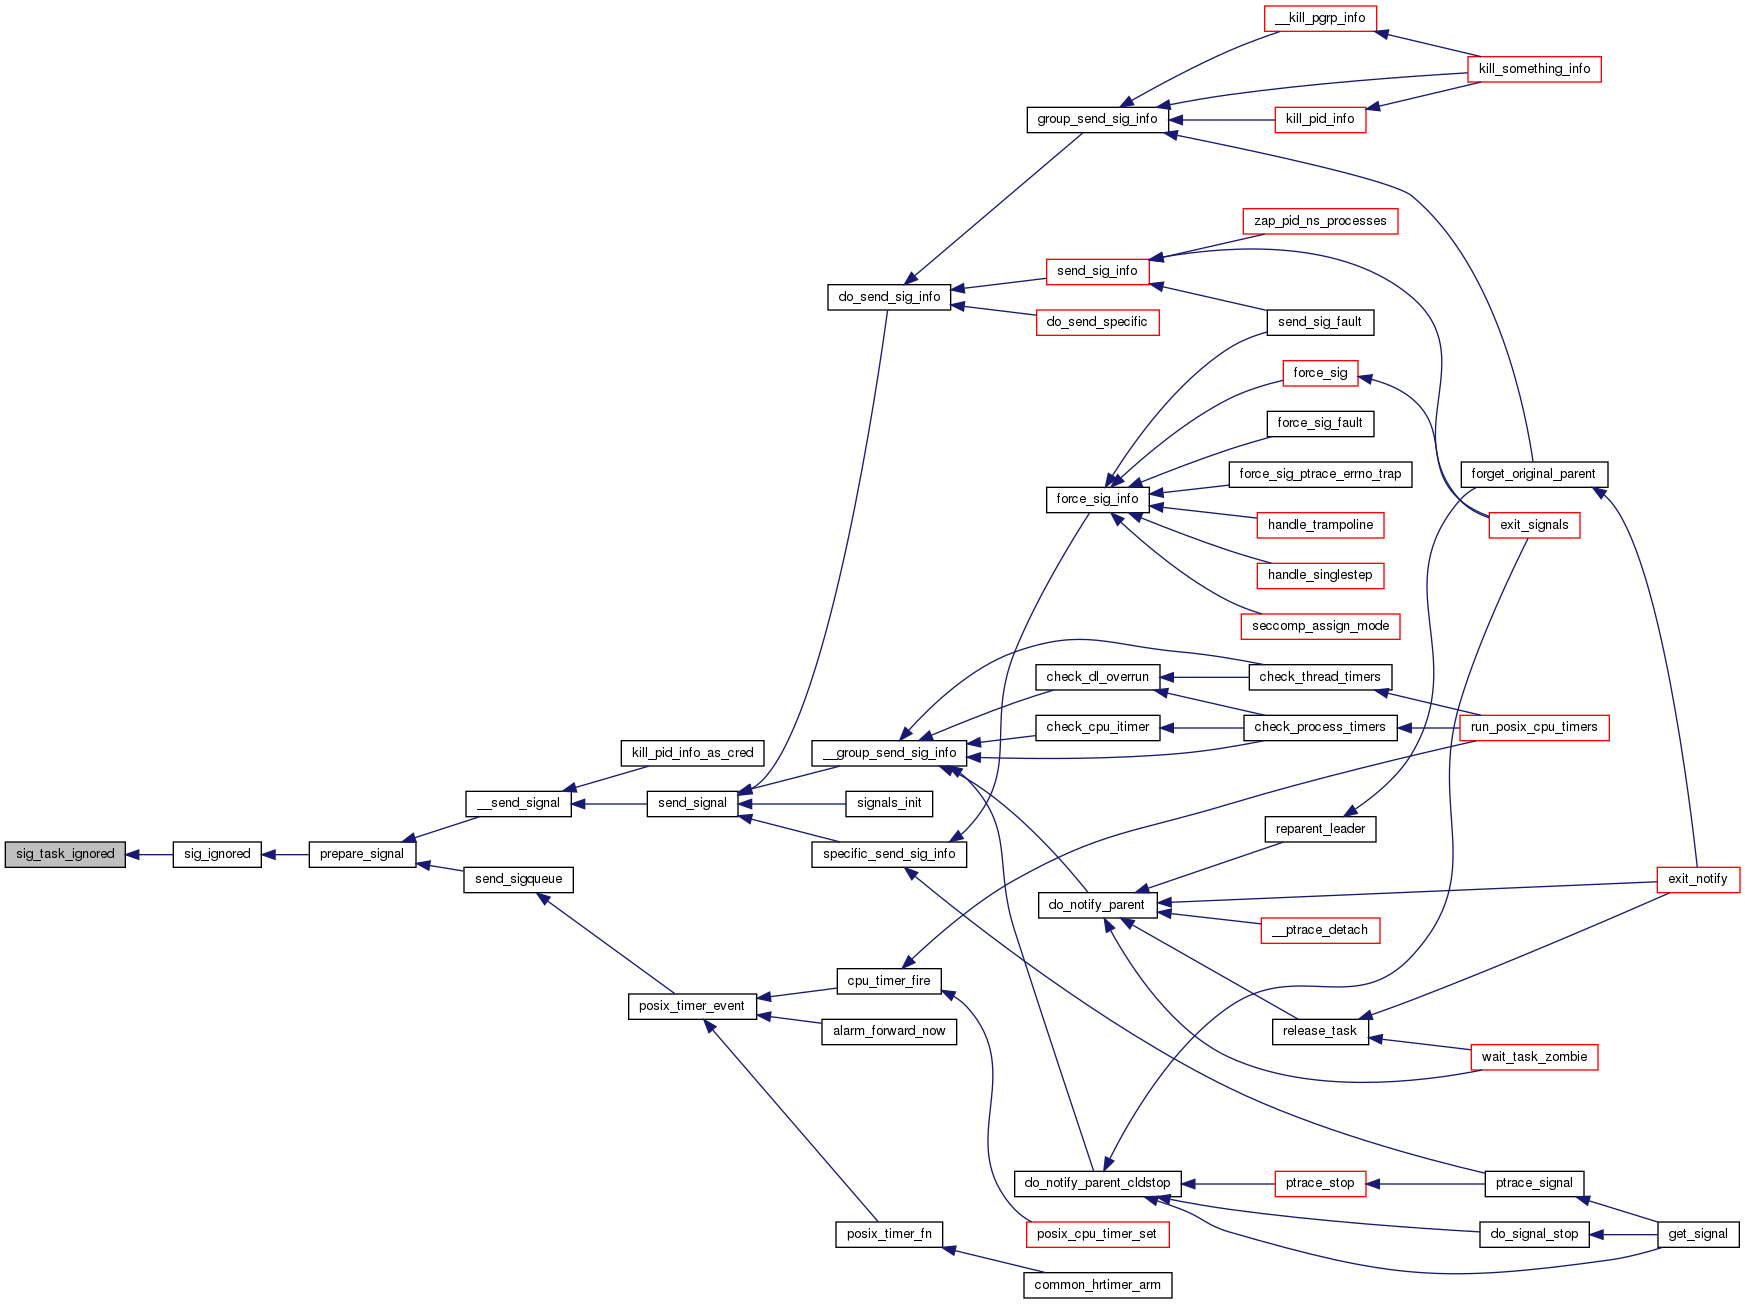 __kill_pgrp_info
kill_something_info
group_send_sig_info
kill_pid_info
zap_pid_ns_processes
send_sig_info
do_send_sig_info
do_send_specific
send_sig_fault
force_sig
force_sig_fault
force_sig_ptrace_errno_trap
forget_original_parent
force_sig_info
handle_trampoline
exit_signals
handle_singlestep
seccomp_assign_mode
check_dl_overrun
check_thread_timers
check_cpu_itimer
check_process_timers
run_posix_cpu_timers
kill_pid_info_as_cred
__group_send_sig_info
__send_signal
send_signal
signals_init
reparent_leader
sig_task_ignored
sig_ignored
prepare_signal
specific_send_sig_info
send_sigqueue
exit_notify
do_notify_parent
__ptrace_detach
cpu_timer_fire
posix_timer_event
alarm_forward_now
release_task
wait_task_zombie
do_notify_parent_cldstop
ptrace_stop
ptrace_signal
posix_timer_fn
posix_cpu_timer_set
do_signal_stop
get_signal
common_hrtimer_arm